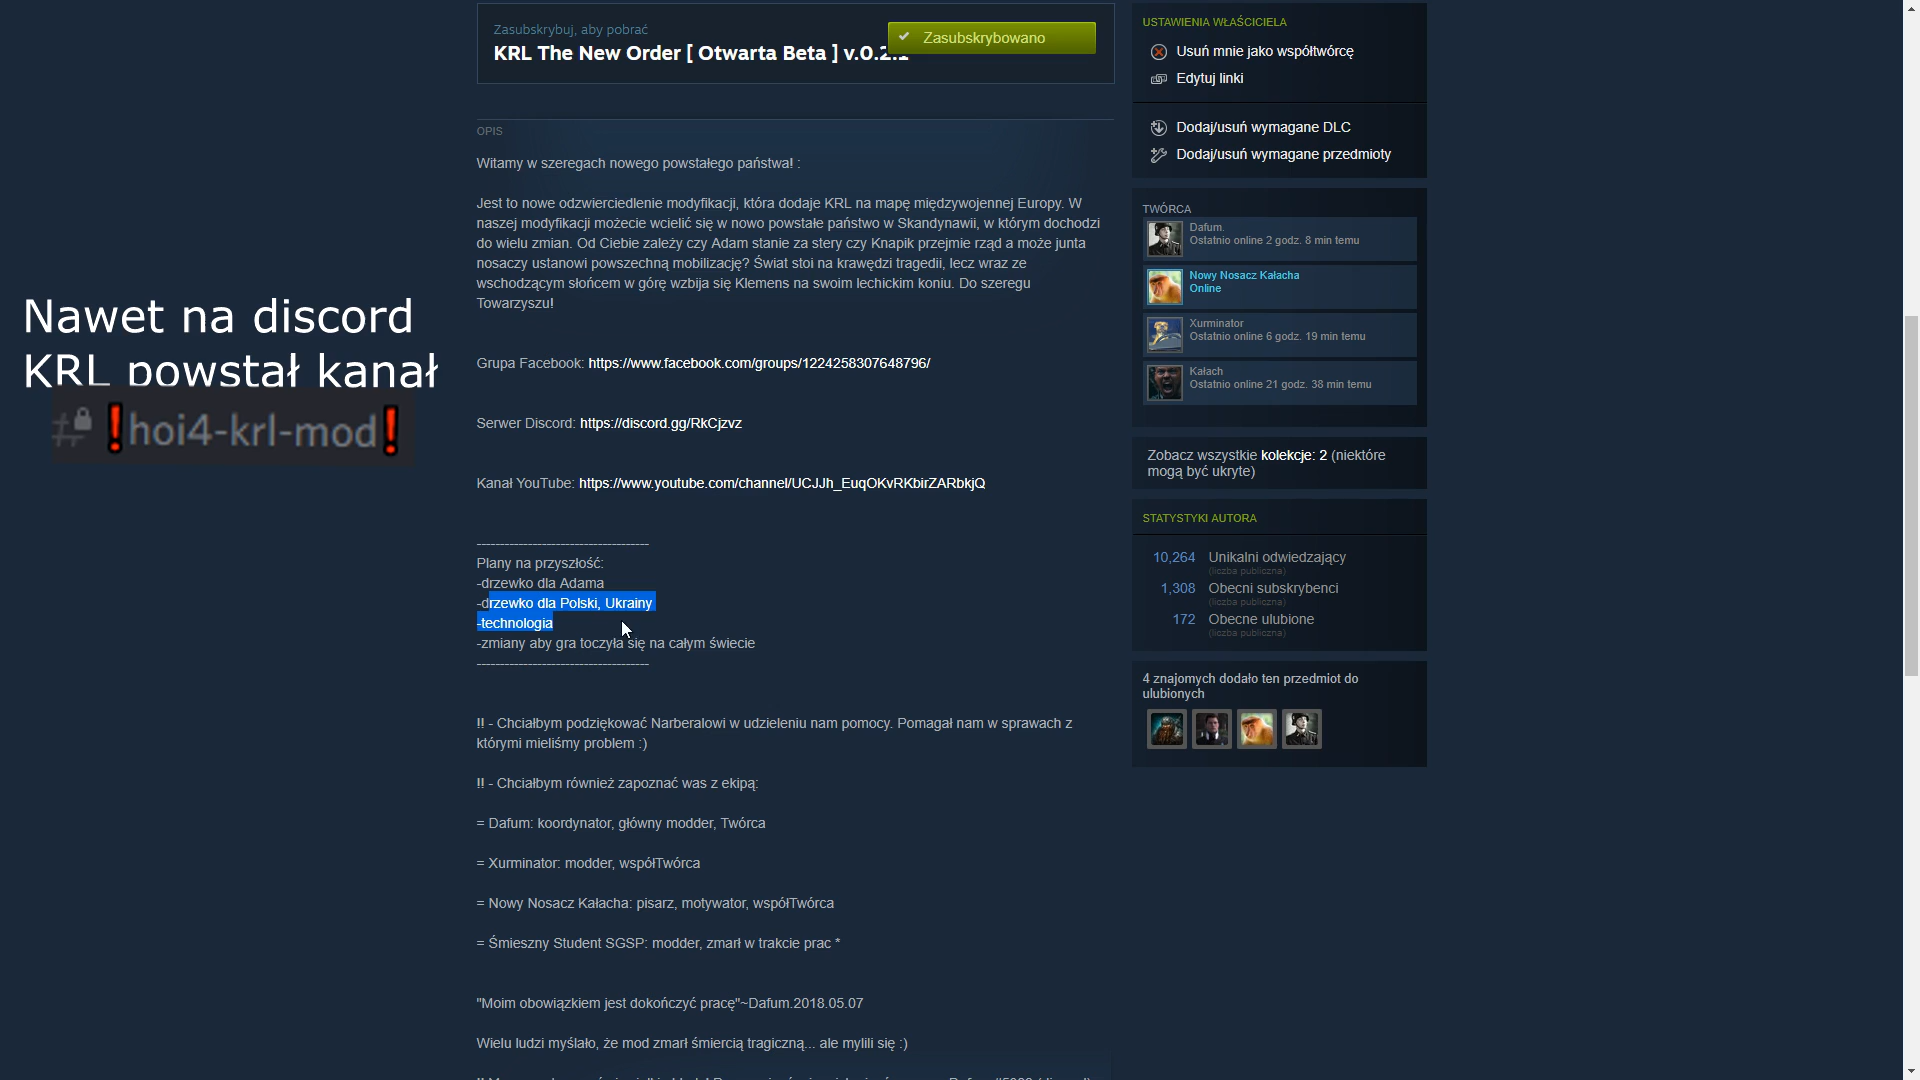 Zasubskrybuj, aby pobrać
KRL The New Order [ Otwarta Beta ] v.0.2.1
Zasubskrybowano
OPIS
Witamy w szeregach nowego powstałego państwa! :
Jest to nowe odzwierciedlenie modyfikacji, która dodaje KRL na mapę międzywojennej Europy. W
naszej modyfikacji możecie wcielić się w nowo powstałe państwo w Skandynawii, w którym dochodzi
do wielu zmian. Od Ciebie zależy czy Adam stanie za stery czy Knapik przejmie rząd a może junta
nosaczy ustanowi powszechną mobilizację? Świat stoi na krawędzi tragedii, lecz wraz ze
wschodzącym słońcem w górę wzbija się Klemens na swoim lechickim koniu. Do szeregu
Towarzyszu!
Grupa Facebook: https://www.facebook.com/groups/1224258307648796/
Serwer Discord: https://discord.gg/RkCjzvz
Kanał YouTube: https://www.youtube.com/channel/UCJJh_EuqOKvRKbirZARbkjQ
-------------------------------------
Plany na przyszłość:
-drzewko dla Adama
-drzewko dla Polski, Ukrainy
-technologia
-zmiany aby gra toczyła się na całym świecie
-------------------------------------
!! - Chciałbym podziękować Narberalowi w udzieleniu nam pomocy. Pomagał nam w sprawach z
którymi mieliśmy problem :)
!! - Chciałbym również zapoznać was z ekipą:
= Dafum: koordynator, główny modder, Twórca
= Xurminator: modder, współTwórca
= Nowy Nosacz Kałacha: pisarz, motywator, współTwórca
= Śmieszny Student SGSP: modder, zmarł w trakcie prac *
"Moim obowiązkiem jest dokończyć pracę"~Dafum.2018.05.07
Wielu ludzi myślało, że mod zmarł śmiercią tragiczną... ale mylili się :)
Nawet na discord
KRL powstał kanał
#❗hoi4-krl-mod❗
USTAWIENIA WŁAŚCICIELA
Usuń mnie jako współtwórcę
Edytuj linki
Dodaj/usuń wymagane DLC
Dodaj/usuń wymagane przedmioty
TWÓRCA
Dafum.
Ostatnio online 2 godz. 8 min temu
Nowy Nosacz Kałacha
Online
Xurminator
Ostatnio online 6 godz. 19 min temu
Kałach
Ostatnio online 21 godz. 38 min temu
Zobacz wszystkie kolekcje: 2 (niektóre
mogą być ukryte)
STATYSTYKI AUTORA
10,264 Unikalni odwiedzający
(liczba publiczna)
1,308 Obecni subskrybenci
(liczba publiczna)
172 Obecne ulubione
(liczba publiczna)
4 znajomych dodało ten przedmiot do
ulubionych